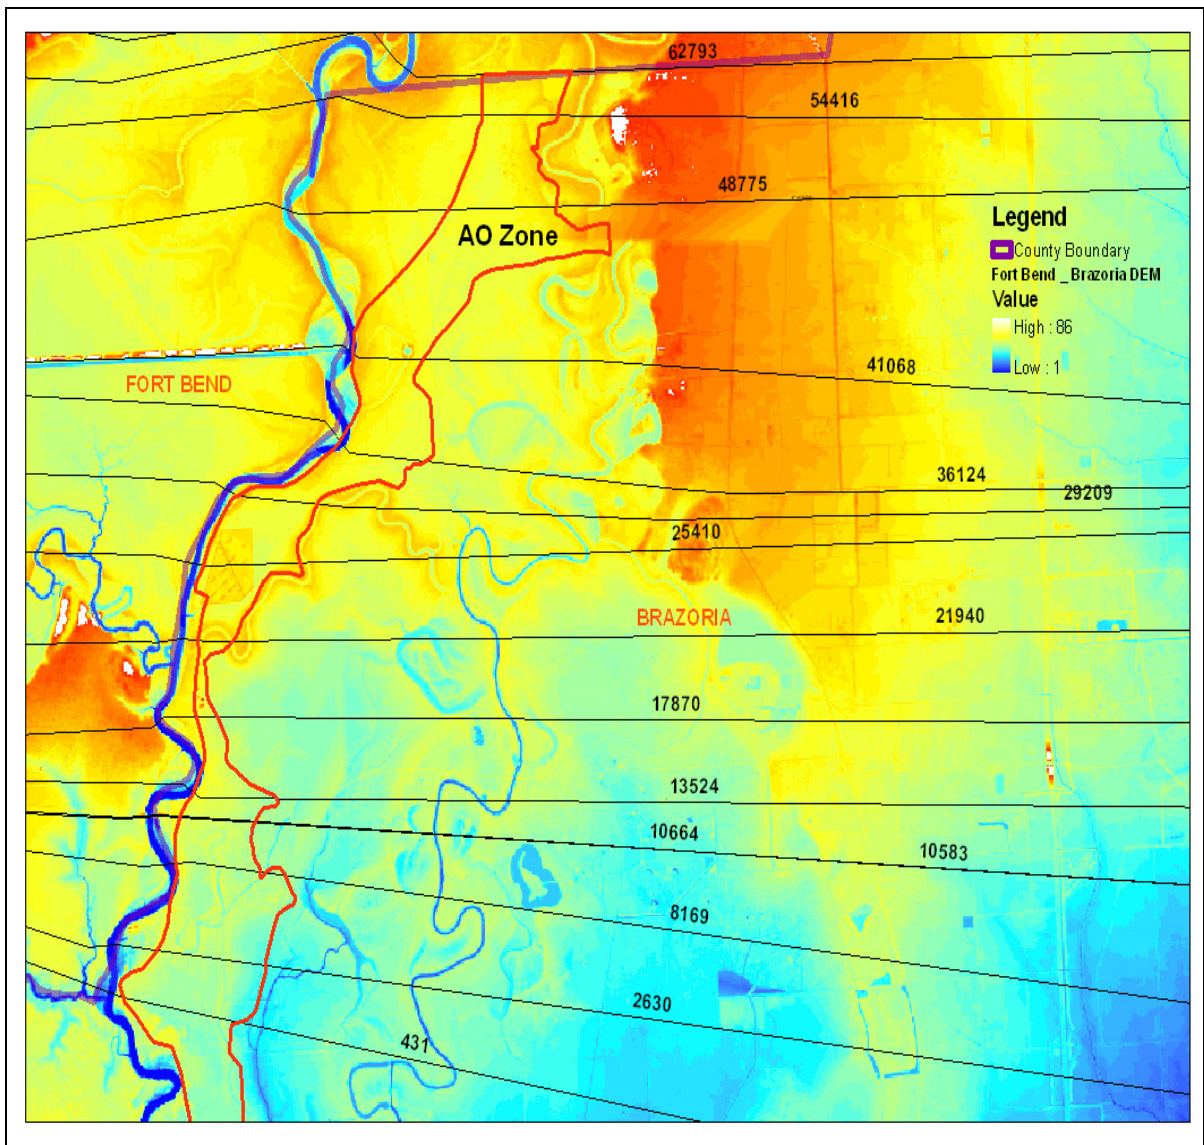 62793
54416
48775
AO Zone
Legend
County Boundary
Fort Bend _Brazoria DEM
Value
High : 86
Low : 1
FORT BEND
41068
36124
29209
25410
BRAZORIA
21940
17870
13524
10664
10583
8169
2630
431